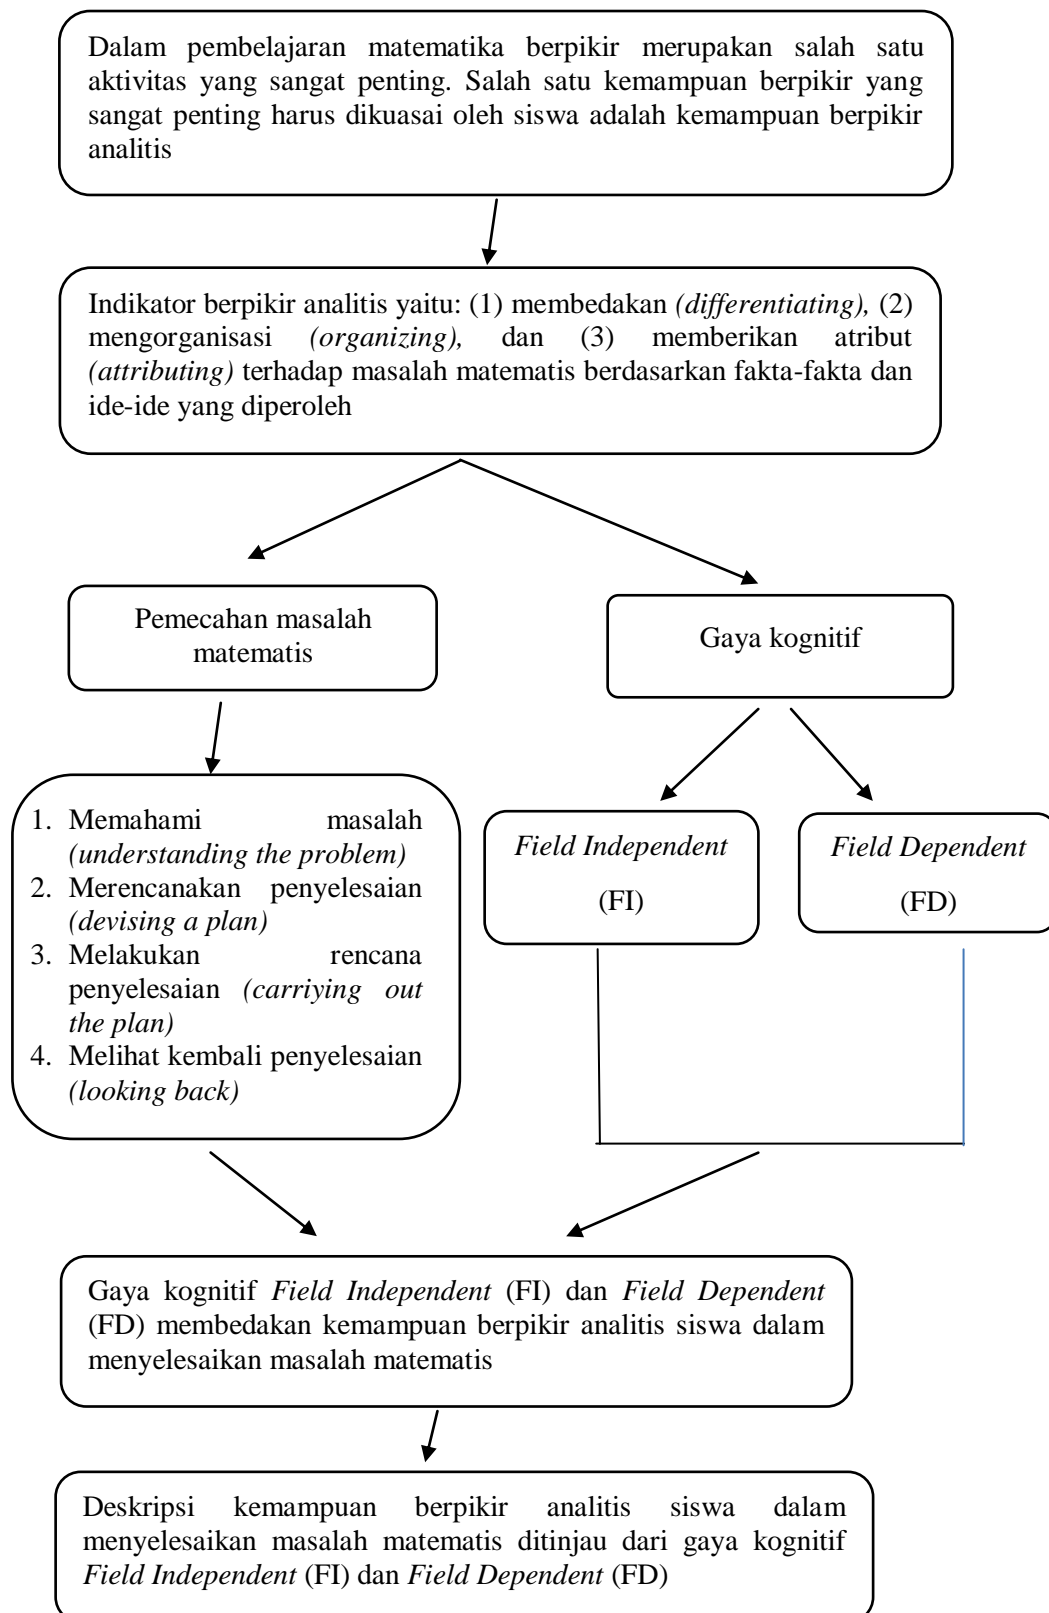 Dalam pembelajaran matematika berpikir merupakan salah satu
aktivitas yang sangat penting. Salah satu kemampuan berpikir yang
sangat penting harus dikuasai oleh siswa adalah kemampuan berpikir
analitis
Indikator berpikir analitis yaitu: (1) membedakan (differentiating), (2)
mengorganisasi (organizing), dan (3) memberikan atribut
(attributing) terhadap masalah matematis berdasarkan fakta-fakta dan
ide-ide yang diperoleh
Pemecahan masalah
matematis
Gaya kognitif
1. Memahami masalah
(understanding the problem)
2. Merencanakan penyelesaian
(devising a plan)
3. Melakukan rencana
penyelesaian (carriying out
the plan)
4. Melihat kembali penyelesaian
(looking back)
Field Independent
(FI)
Field Dependent
(FD)
Gaya kognitif Field Independent (FI) dan Field Dependent
(FD) membedakan kemampuan berpikir analitis siswa dalam
menyelesaikan masalah matematis
Deskripsi kemampuan berpikir analitis siswa dalam
menyelesaikan masalah matematis ditinjau dari gaya kognitif
Field Independent (FI) dan Field Dependent (FD)